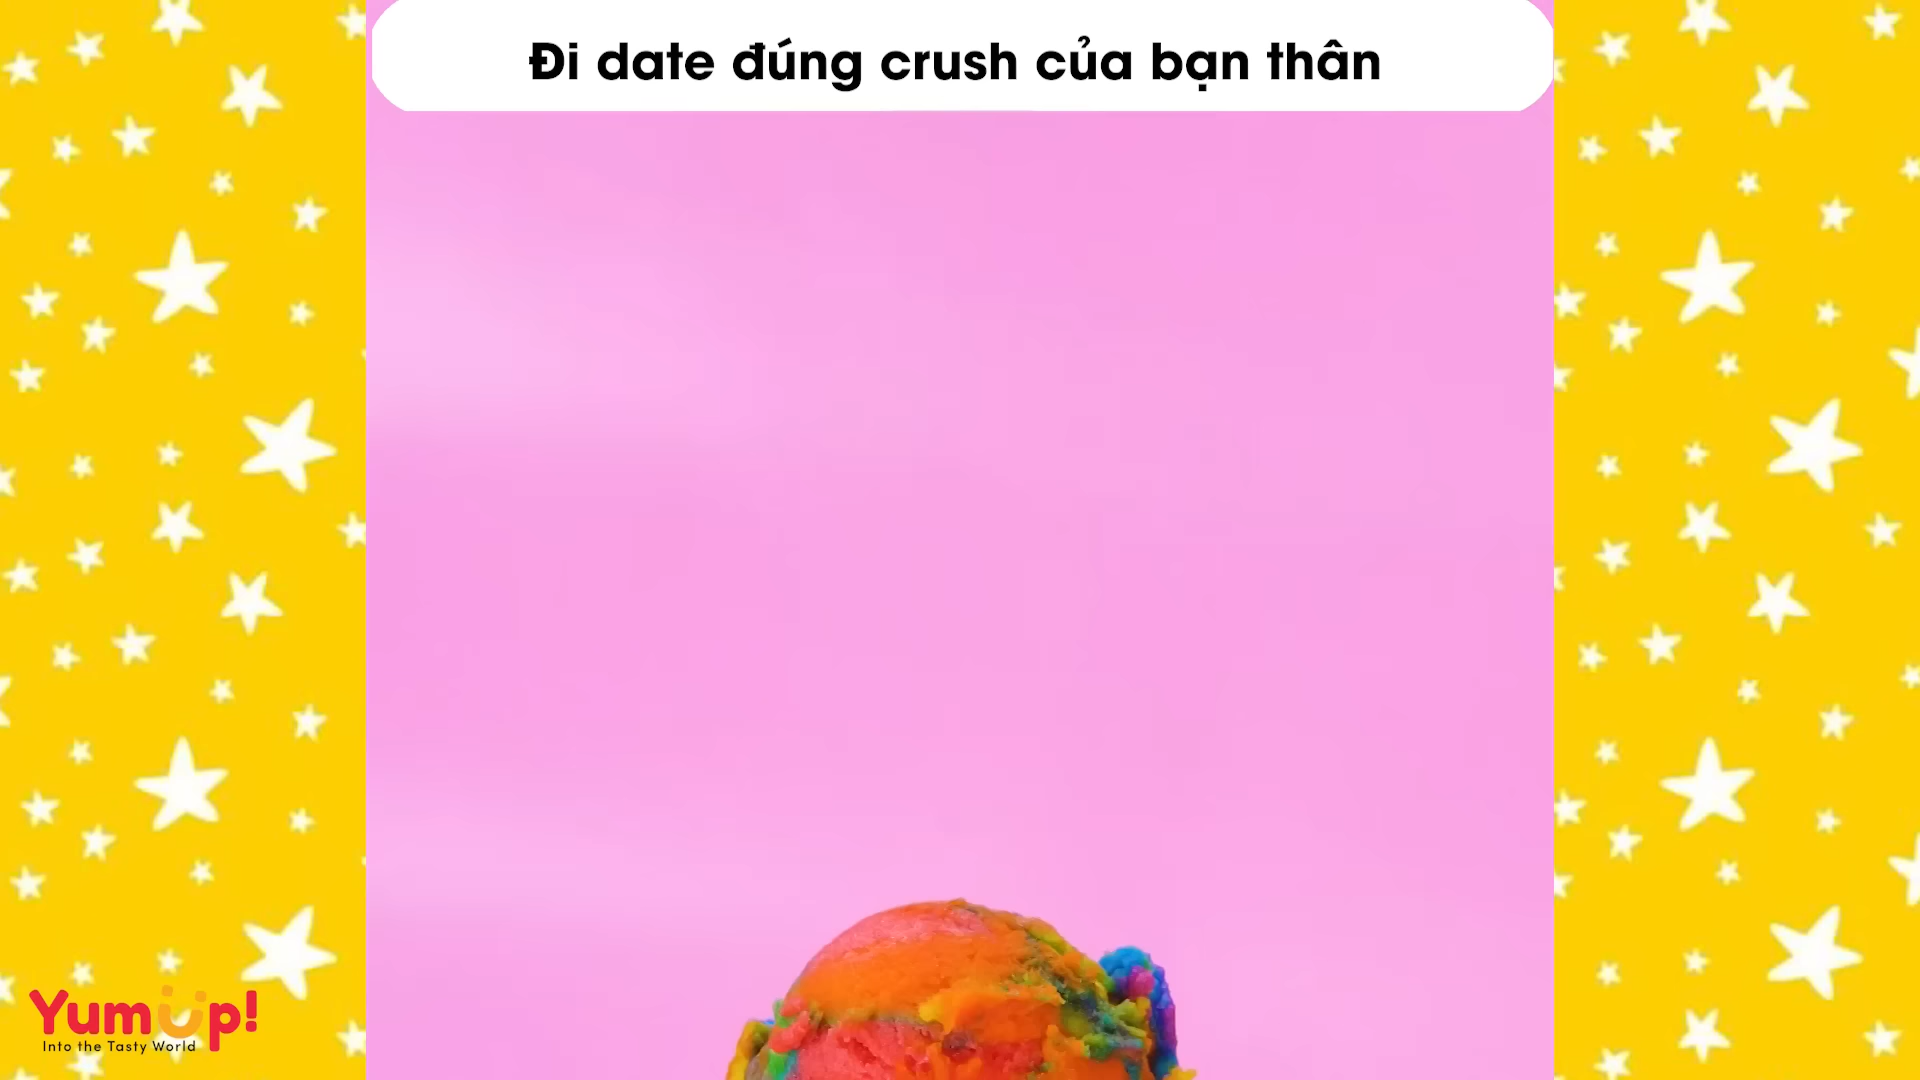 Đi date đúng crush của bạn thân
YumUp!
Into the Tasty World